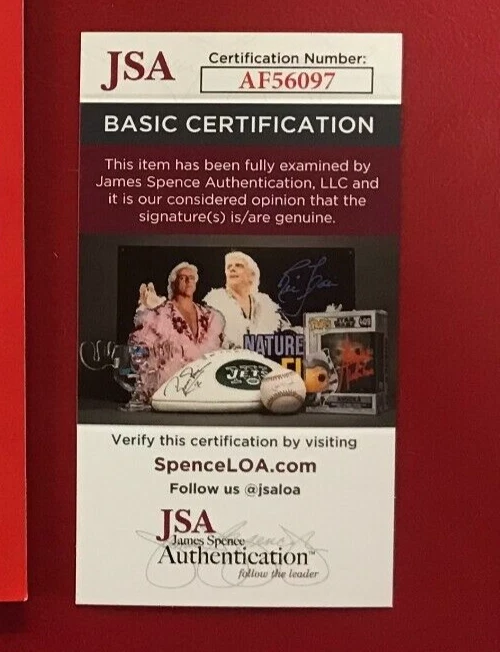 JSA
Certification Number:
AF56097
BASIC CERTIFICATION
This item has been fully examined by
James Spence Authentication, LLC and
it is our considered opinion that the
signature(s) is/are genuine.
NATURE
JETS
STAR
Verify this certification by visiting
SpenceLOA.com
Follow us @jsaloa
JSA
James Spence
Authentication™
follow the leader